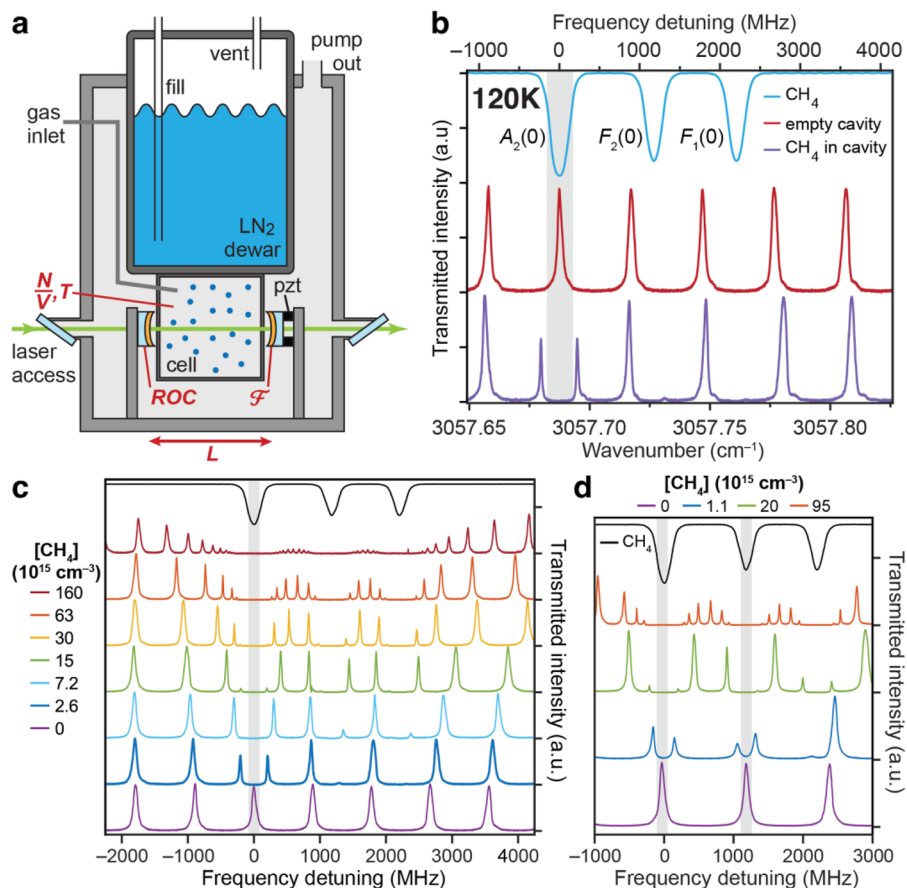 a
vent
pump
out
fill
gas
inlet
LN₂
dewar
N/V, T
pzt
laser
access
cell
ROC
ℱ
L
b
Frequency detuning (MHz)
−1000 0 1000 2000 3000 4000
120K
CH₄
empty cavity
CH₄ in cavity
A₂(0) F₂(0) F₁(0)
Transmitted intensity (a.u)
3057.65 3057.70 3057.75 3057.80
Wavenumber (cm⁻¹)
c
[CH₄]
(10¹⁵ cm⁻³)
160
63
30
15
7.2
2.6
0
Transmitted intensity (a.u.)
−2000 −1000 0 1000 2000 3000 4000
Frequency detuning (MHz)
d
[CH₄] (10¹⁵ cm⁻³)
0 1.1 20 95
CH₄
Transmitted intensity (a.u.)
−1000 0 1000 2000 3000
Frequency detuning (MHz)